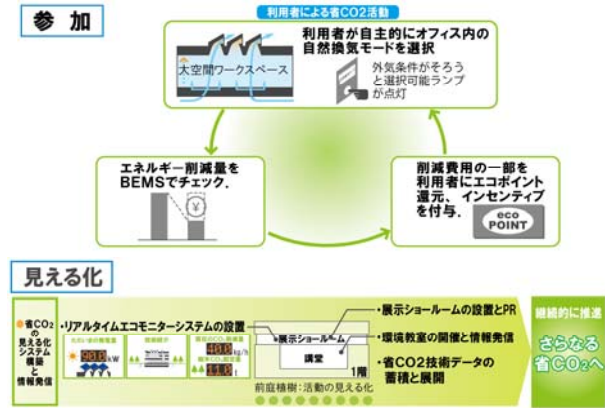 参 加
利用者による省CO2活動
利用者が自主的にオフィス内の
自然換気モードを選択
大空間ワークスペース
外気条件がそろう
と選択可能ランプ
が点灯
エネルギー削減量を
BEMSでチェック.
¥
削減費用の一部を
利用者にエコポイント
還元、インセンティブ
を付与.
eco
POINT
見える化
省CO2
の
見える化
システム
構築
と
情報発信
・リアルタイムエコモニターシステムの設置
90.0 kW
40.0 kg/h
11.0
展示ショールーム
講堂
1階
前庭植樹：活動の見える化
・展示ショールームの設置とPR
・環境教室の開催と情報発信
・省CO2技術データの
蓄積と展開
継続的に推進
さらなる
省CO2へ